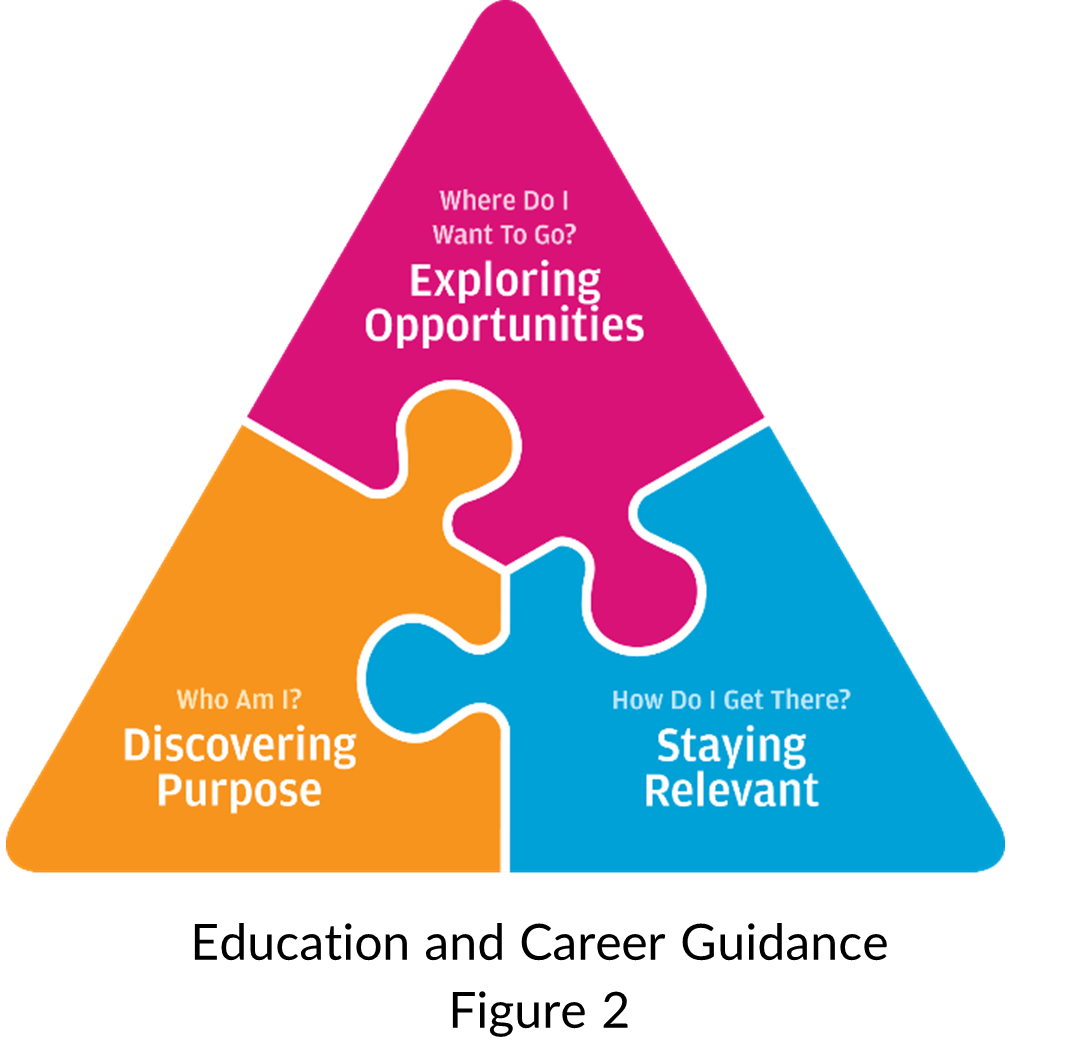 Where Do I
Want To Go?
Exploring
Opportunities
Who Am I?
Discovering
Purpose
How Do I Get There?
Staying
Relevant
Education and Career Guidance
Figure 2